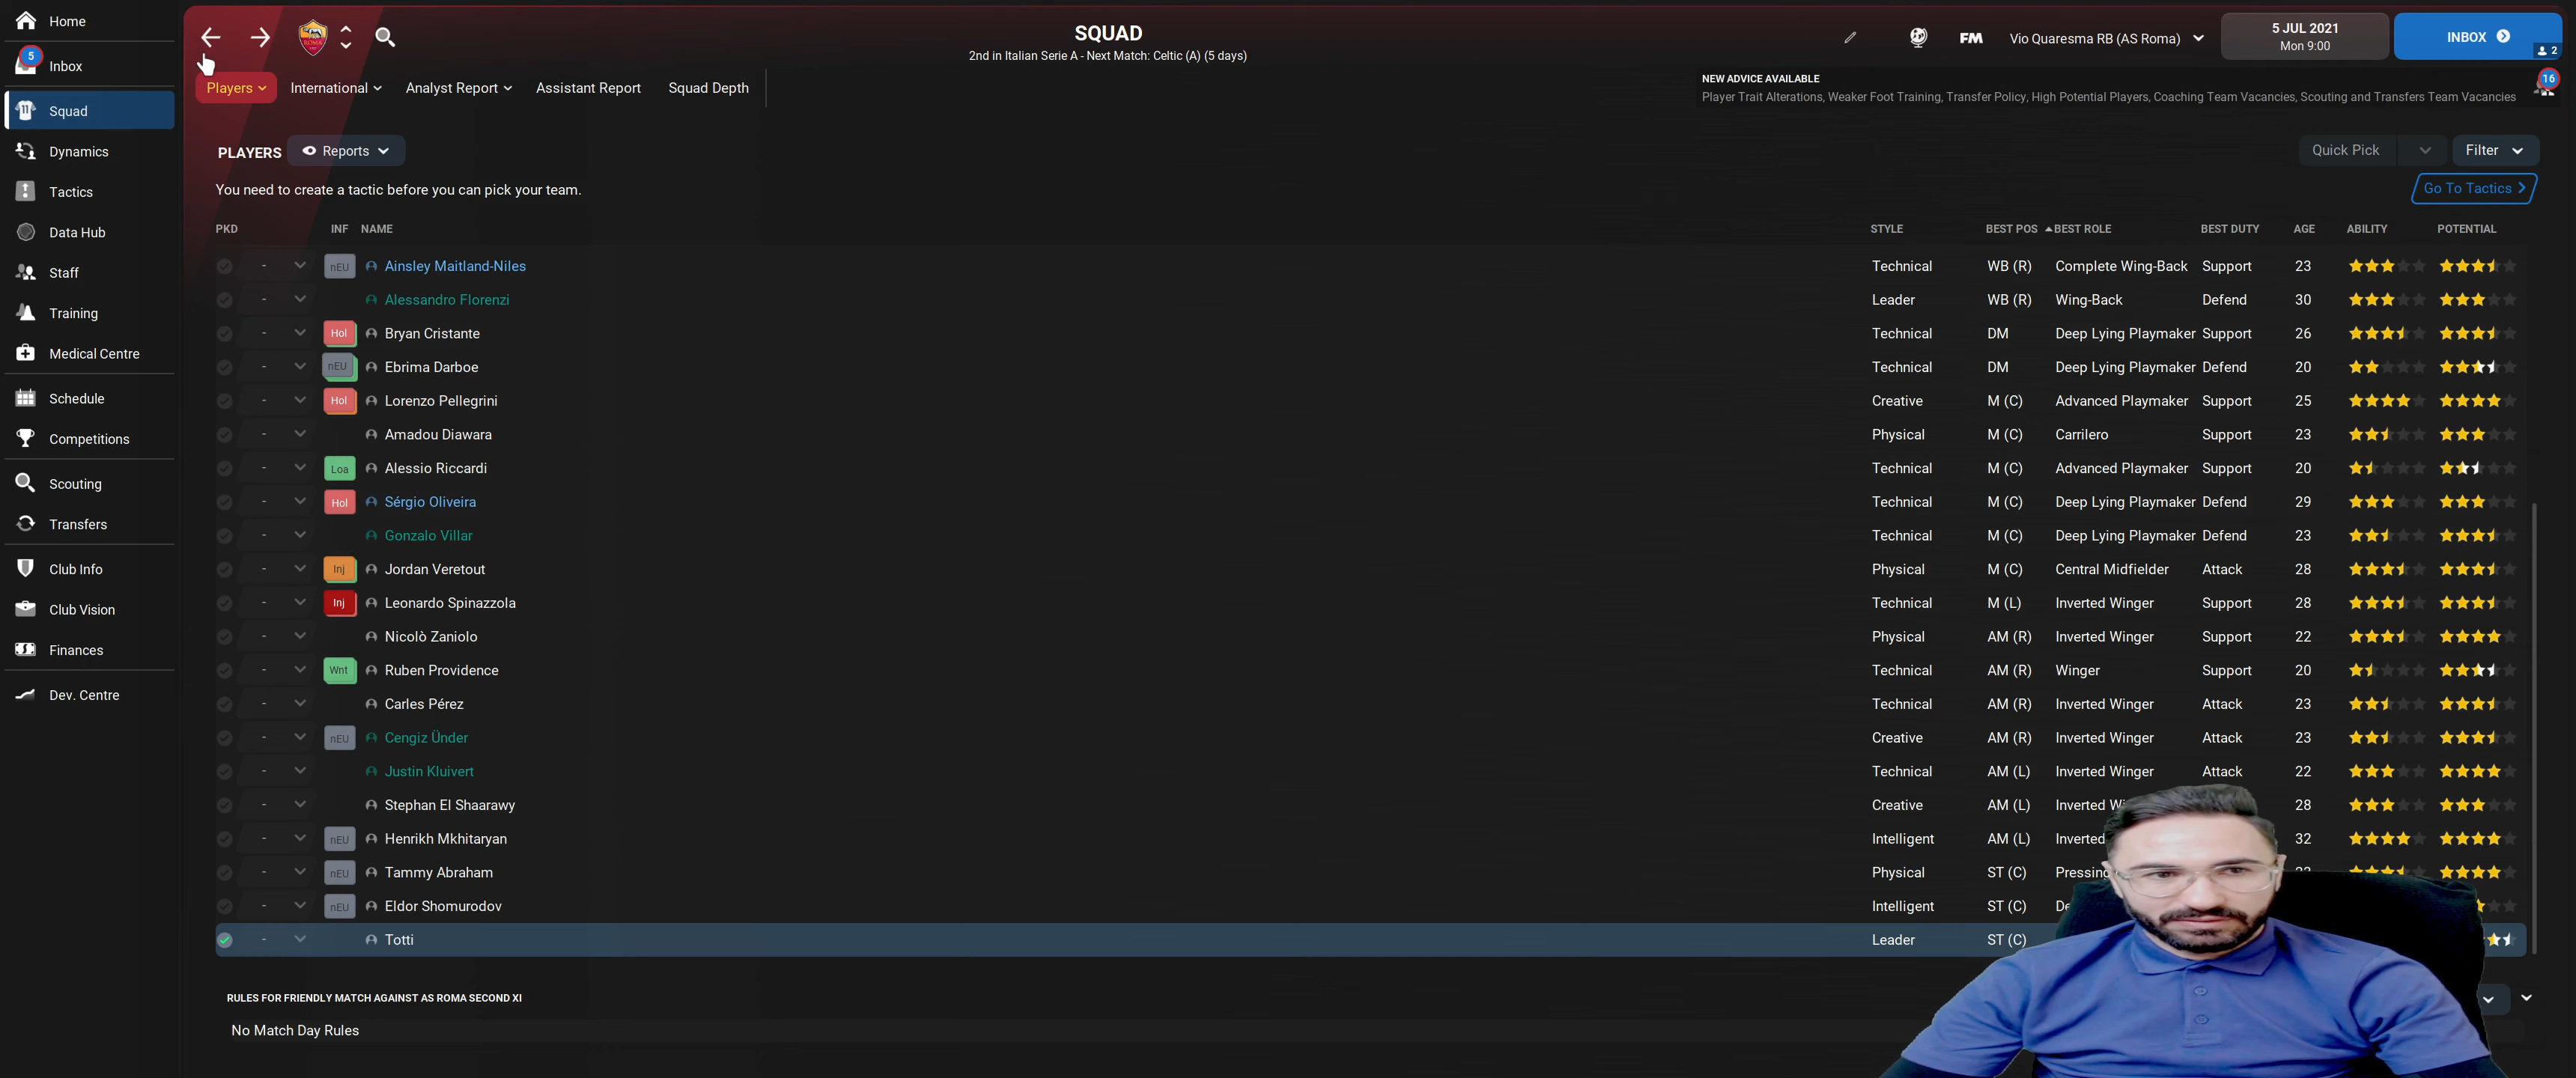 Home
5
Inbox
Squad
Dynamics
Tactics
Data Hub
Staff
Training
Medical Centre
Schedule
Competitions
Scouting
Transfers
Club Info
Club Vision
Finances
Dev. Centre
SQUAD
2nd in Italian Serie A - Next Match: Celtic (A) (5 days)
FM
Vio Quaresma RB (AS Roma)
5 JUL 2021
Mon 9:00
INBOX
2
Players International Analyst Report Assistant Report Squad Depth
NEW ADVICE AVAILABLE
Player Trait Alterations, Weaker Foot Training, Transfer Policy, High Potential Players, Coaching Team Vacancies, Scouting and Transfers Team Vacancies
16
PLAYERS Reports
Quick Pick Filter
You need to create a tactic before you can pick your team.
Go To Tactics
PKD INF NAME STYLE BEST POS BEST ROLE BEST DUTY AGE ABILITY POTENTIAL
- nEU Ainsley Maitland-Niles Technical WB (R) Complete Wing-Back Support 23
- Alessandro Florenzi Leader WB (R) Wing-Back Defend 30
- Hol Bryan Cristante Technical DM Deep Lying Playmaker Support 26
- nEU Ebrima Darboe Technical DM Deep Lying Playmaker Defend 20
- Hol Lorenzo Pellegrini Creative M (C) Advanced Playmaker Support 25
- Amadou Diawara Physical M (C) Carrilero Support 23
- Loa Alessio Riccardi Technical M (C) Advanced Playmaker Support 20
- Hol Sérgio Oliveira Technical M (C) Deep Lying Playmaker Defend 29
- Gonzalo Villar Technical M (C) Deep Lying Playmaker Defend 23
- Inj Jordan Veretout Physical M (C) Central Midfielder Attack 28
- Inj Leonardo Spinazzola Technical M (L) Inverted Winger Support 28
- Nicolò Zaniolo Physical AM (R) Inverted Winger Support 22
- Wnt Ruben Providence Technical AM (R) Winger Support 20
- Carles Pérez Technical AM (R) Inverted Winger Attack 23
- nEU Cengiz Ünder Creative AM (R) Inverted Winger Attack 23
- Justin Kluivert Technical AM (L) Inverted Winger Attack 22
- Stephan El Shaarawy Creative AM (L) Inverted 28
- nEU Henrikh Mkhitaryan Intelligent AM (L) Inverted 32
- nEU Tammy Abraham Physical ST (C) Pressing
- nEU Eldor Shomurodov Intelligent ST (C)
- Totti Leader ST (C)
RULES FOR FRIENDLY MATCH AGAINST AS ROMA SECOND XI
No Match Day Rules